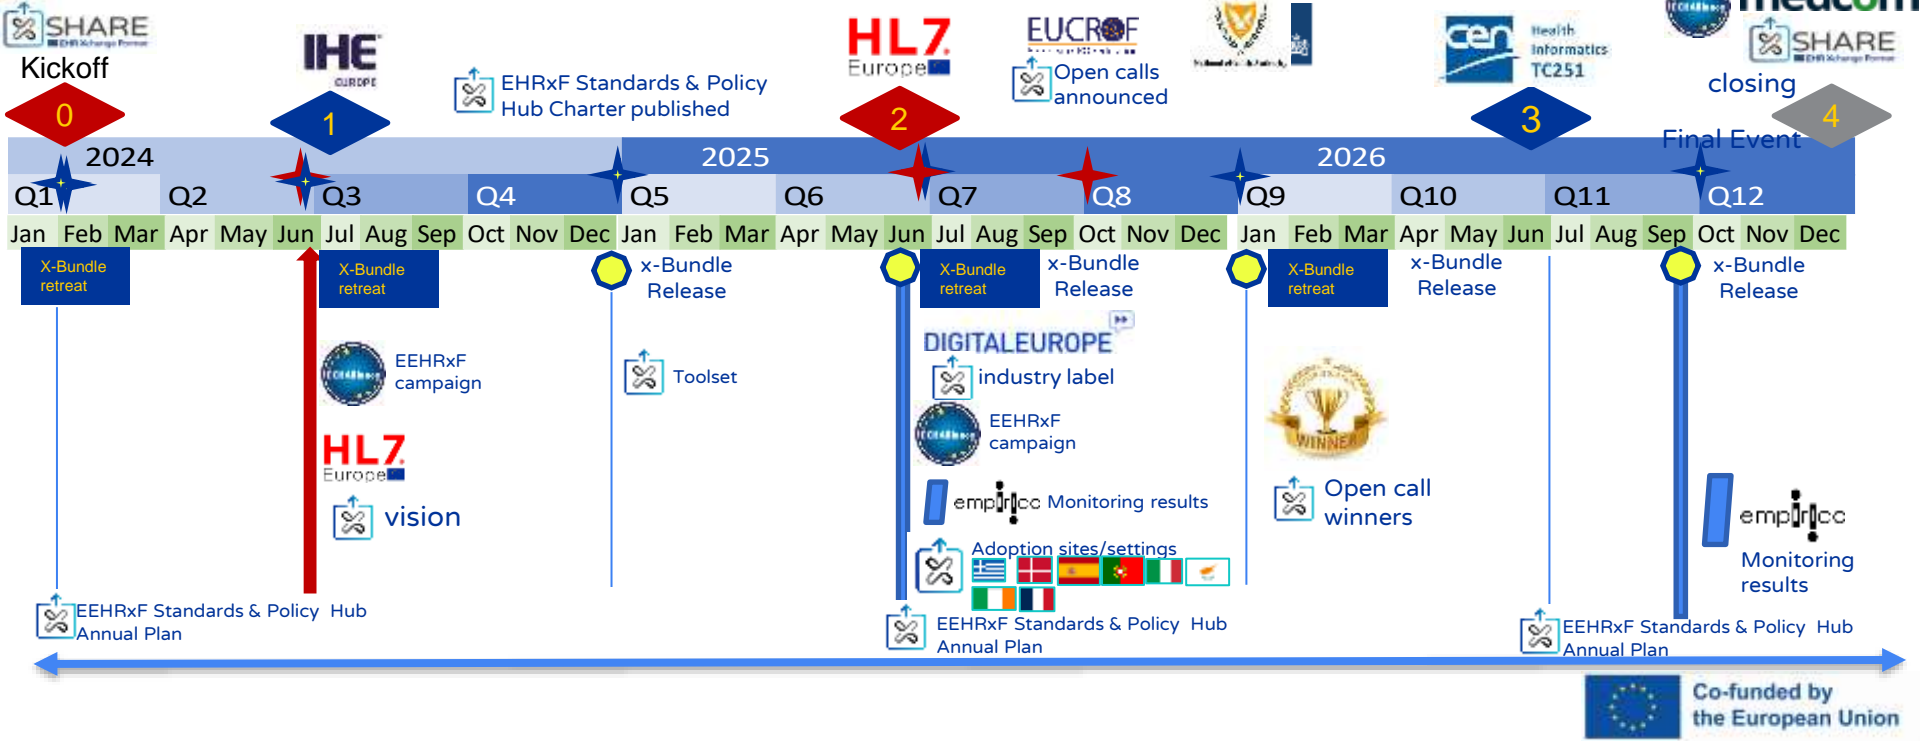 SHARE
Kickoff
0
IHE
EUROPE
1
EHRxF Standards & Policy
Hub Charter published
HL7
Europe
2
EUCROF
Open calls
announced
cen
Health
Informatics
TC251
3
medcom
SHARE
closing
4
Final Event
2024
2025
2026
Q1 Q2 Q3 Q4 Q5 Q6 Q7 Q8 Q9 Q10 Q11 Q12
Jan Feb Mar Apr May Jun Jul Aug Sep Oct Nov Dec Jan Feb Mar Apr May Jun Jul Aug Sep Oct Nov Dec Jan Feb Mar Apr May Jun Jul Aug Sep Oct Nov Dec
X-Bundle
retreat
X-Bundle
retreat
x-Bundle
Release
X-Bundle
retreat
x-Bundle
Release
X-Bundle
retreat
x-Bundle
Release
x-Bundle
Release
EEHRxF
campaign
HL7
Europe
vision
Toolset
DIGITALEUROPE
industry label
EEHRxF
campaign
empirica Monitoring results
Adoption sites/settings
WINNER
Open call
winners
empirica
Monitoring
results
EEHRxF Standards & Policy Hub
Annual Plan
EEHRxF Standards & Policy Hub
Annual Plan
EEHRxF Standards & Policy Hub
Annual Plan
Co-funded by
the European Union